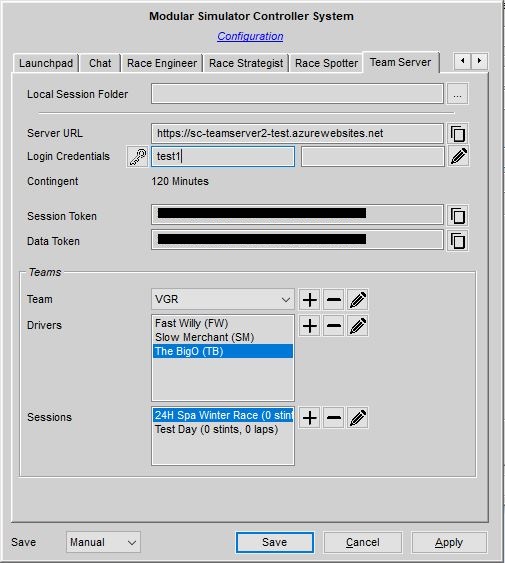 Modular Simulator Controller System
Configuration
Launchpad Chat Race Engineer Race Strategist Race Spotter Team Server
Local Session Folder ...
Server URL https://sc-teamserver2-test.azurewebsites.net
Login Credentials test1
Contingent 120 Minutes
Session Token
Data Token
Teams
Team VGR
Drivers Fast Willy (FW)
Slow Merchant (SM)
The BigO (TB)
Sessions 24H Spa Winter Race (0 stint
Test Day (0 stints, 0 laps)
Save Manual Save Cancel Apply